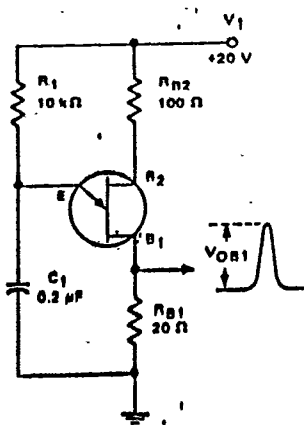 V1
+20 V
R1
10 kΩ
RB2
100 Ω
B2
E
B1
VOB1
C1
0.2 µF
RB1
20 Ω